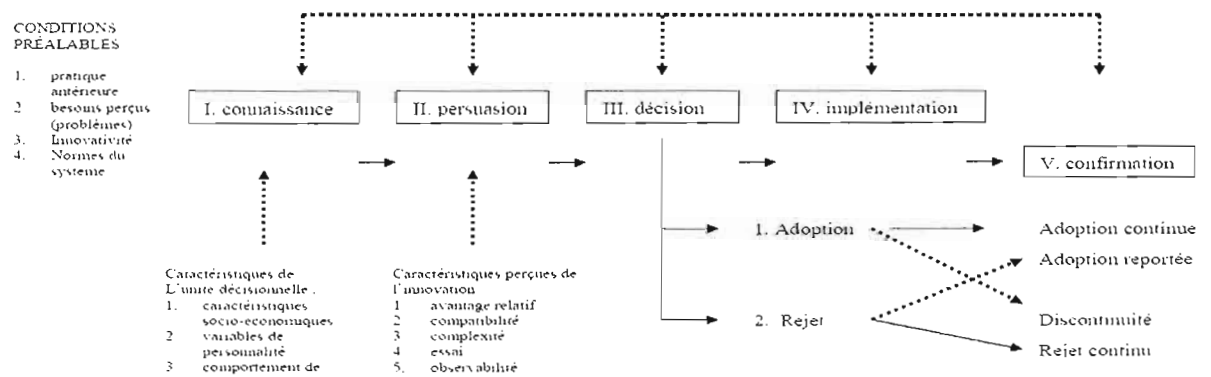 CONDITIONS
PRÉALABLES
1. pratique
antérieure
2 besoins perçus
(problèmes)
3. Innovativité
4. Normes du
systeme
I. connaissance
II. persuasion
III. décision
IV. implémentation
V. confirmation
1. Adoption
2. Rejet
Adoption continue
Adoption reportée
Discontinuité
Rejet continu
Caractéristiques de
L'unite décisionnelle :
1. caractéristiques
socio-economiques
2 variables de
personnalité
3 comportement de
Caractéristiques perçues de
l'innovation
1 avantage relatif
2 compatibilité
3 complexité
4 essai
5. observabilité